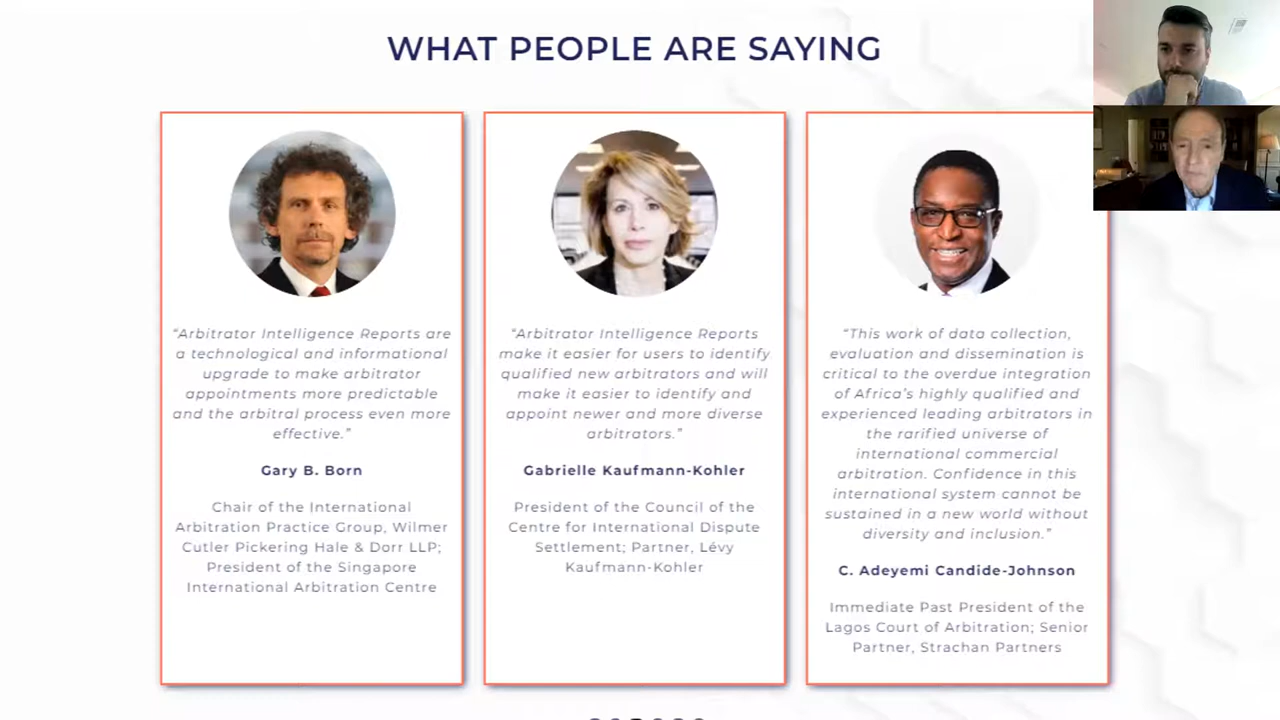 WHAT PEOPLE ARE SAYING
“Arbitrator Intelligence Reports are
a technological and informational
upgrade to make arbitrator
appointments more predictable
and the arbitral process even more
effective.”
Gary B. Born
Chair of the International
Arbitration Practice Group, Wilmer
Cutler Pickering Hale & Dorr LLP;
President of the Singapore
International Arbitration Centre
“Arbitrator Intelligence Reports
make it easier for users to identify
qualified new arbitrators and will
make it easier to identify and
appoint newer and more diverse
arbitrators.”
Gabrielle Kaufmann-Kohler
President of the Council of the
Centre for International Dispute
Settlement; Partner, Lévy
Kaufmann-Kohler
“This work of data collection,
evaluation and dissemination is
critical to the overdue integration
of Africa’s highly qualified and
experienced leading arbitrators in
the rarified universe of
international commercial
arbitration. Confidence in this
international system cannot be
sustained in a new world without
diversity and inclusion.”
C. Adeyemi Candide-Johnson
Immediate Past President of the
Lagos Court of Arbitration; Senior
Partner, Strachan Partners